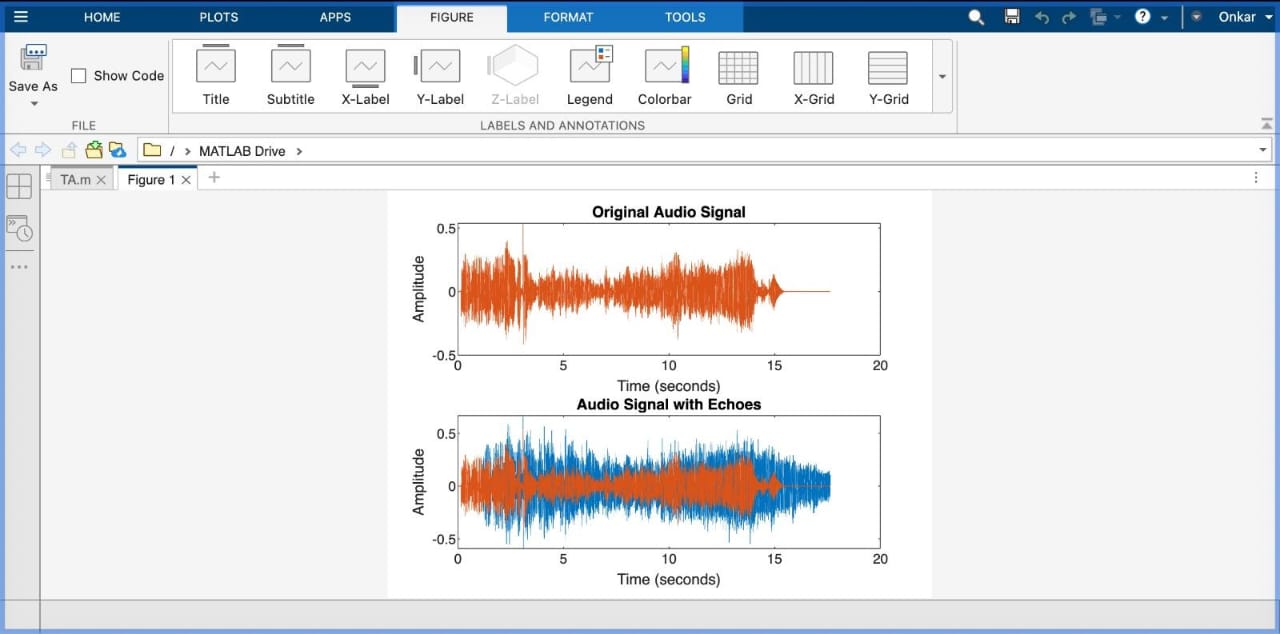 HOME PLOTS APPS FIGURE FORMAT TOOLS ? Onkar
Save As
Show Code
Title Subtitle X-Label Y-Label Z-Label Legend Colorbar Grid X-Grid Y-Grid
FILE LABELS AND ANNOTATIONS
/ > MATLAB Drive >
TA.m × Figure 1 × +
Original Audio Signal
0.5
0
-0.5
Amplitude
0 5 10 15 20
Time (seconds)
Audio Signal with Echoes
0.5
0
-0.5
Amplitude
0 5 10 15 20
Time (seconds)